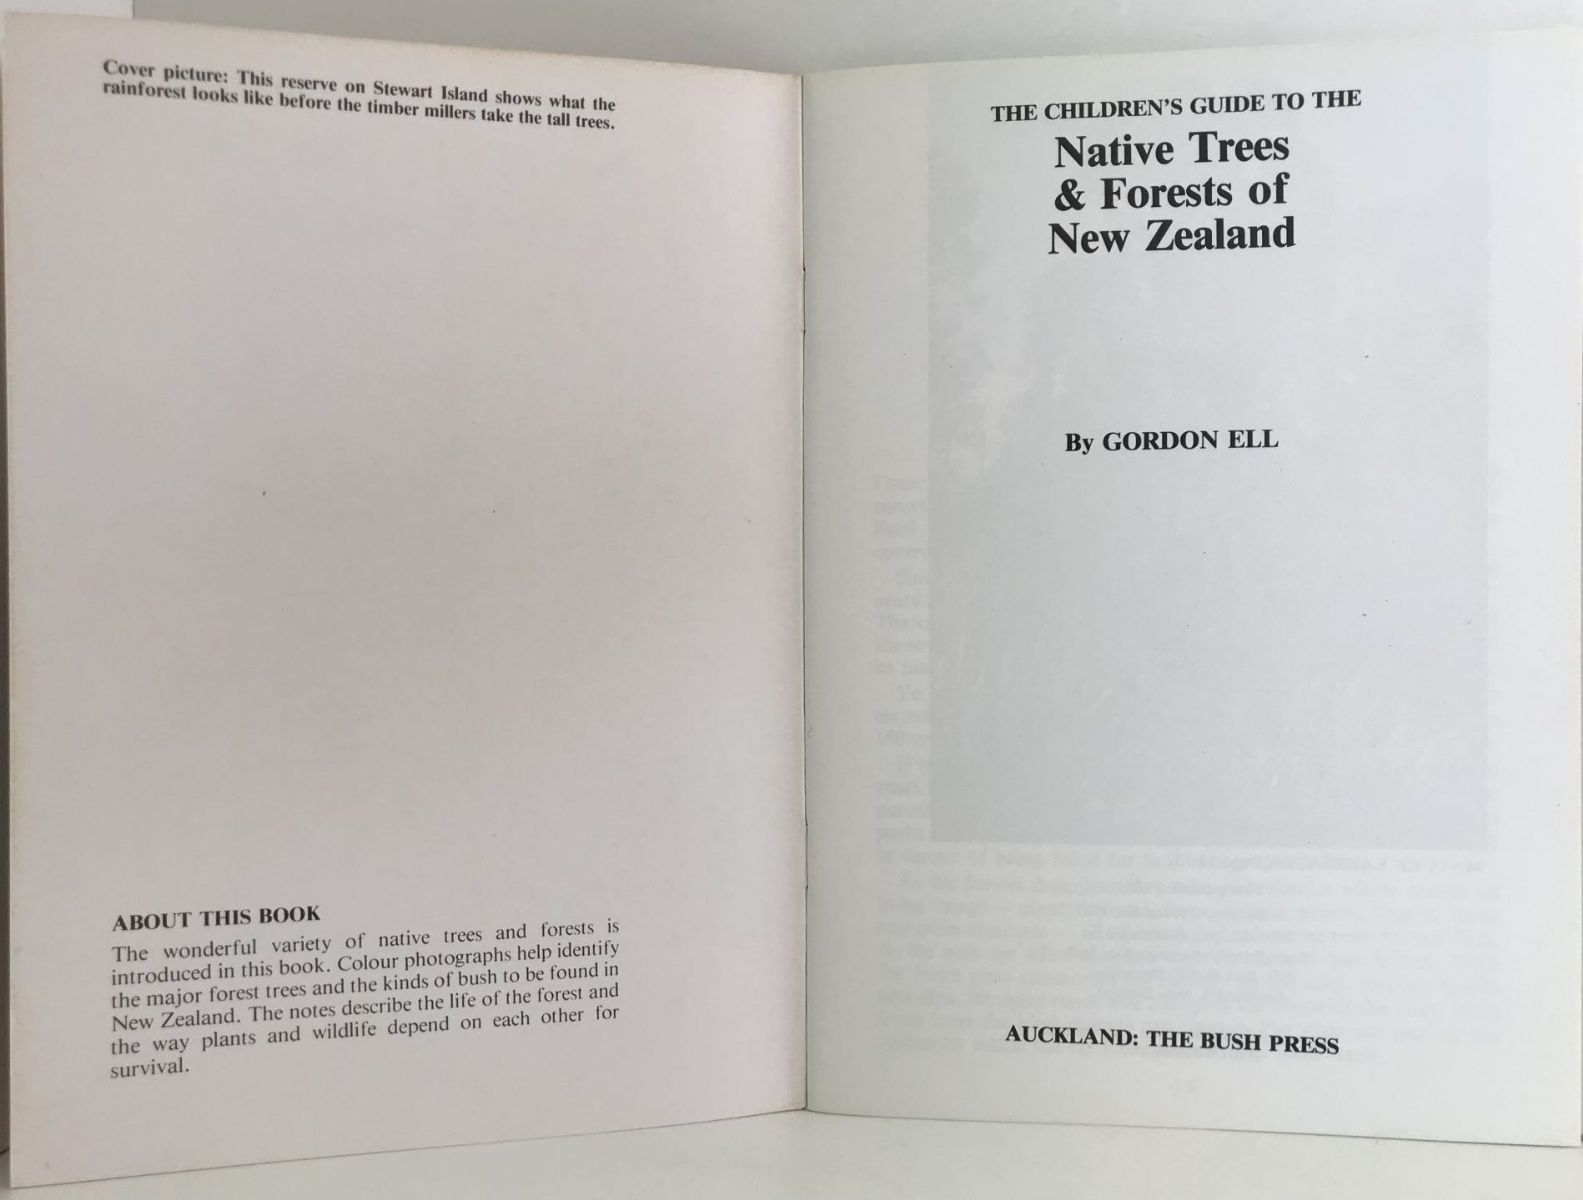 Cover picture: This reserve on Stewart Island shows what the
rainforest looks like before the timber millers take the tall trees.
ABOUT THIS BOOK
The wonderful variety of native trees and forests is
introduced in this book. Colour photographs help identify
the major forest trees and the kinds of bush to be found in
New Zealand. The notes describe the life of the forest and
the way plants and wildlife depend on each other for
survival.
THE CHILDREN'S GUIDE TO THE
Native Trees
& Forests of
New Zealand
By GORDON ELL
AUCKLAND: THE BUSH PRESS